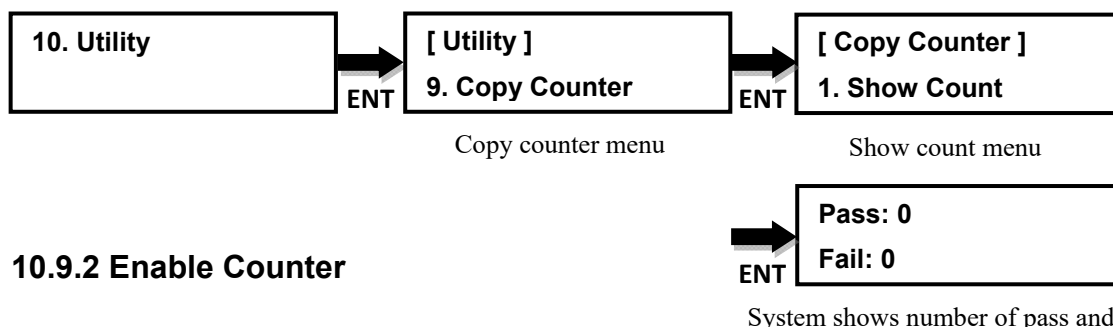 10. Utility
ENT
[ Utility ]
9. Copy Counter
ENT
[ Copy Counter ]
1. Show Count
Copy counter menu
Show count menu
ENT
Pass: 0
Fail: 0
10.9.2 Enable Counter
System shows number of pass and